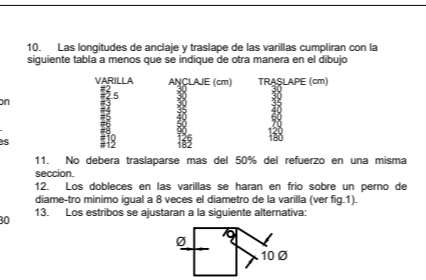 10. Las longitudes de anclaje y traslape de las varillas cumpliran con la
siguiente tabla a menos que se indique de otra manera en el dibujo
VARILLA ANCLAJE (cm) TRASLAPE (cm)
#2 30 30
#2.5 30 30
#3 30 35
#4 35 40
#5 40 60
#6 50 70
#8 90 120
#10 126 180
#12 182
on
es
11. No debera traslaparse mas del 50% del refuerzo en una misma
seccion.
12. Los dobleces en las varillas se haran en frio sobre un perno de
diame-tro minimo igual a 8 veces el diametro de la varilla (ver fig.1).
30
13. Los estribos se ajustaran a la siguiente alternativa:
Ø
10 Ø